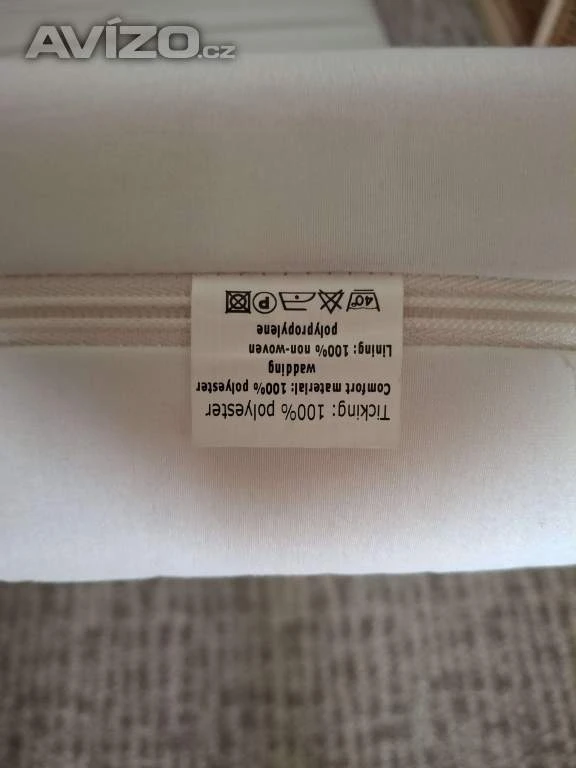 AVÍZO.cz
Ticking: 100% polyester
Comfort material: 100% polyester
wadding
Lining: 100% non-woven
polypropylene
40° P